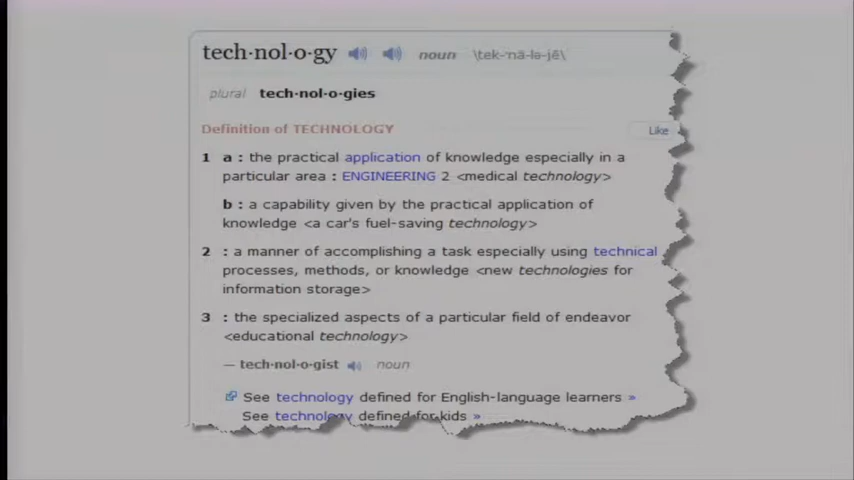 tech·nol·o·gy noun \tek-ˈnä-lə-jē\
plural tech·nol·o·gies
Definition of TECHNOLOGY
Like
1 a : the practical application of knowledge especially in a
particular area : ENGINEERING 2 <medical technology>
b : a capability given by the practical application of
knowledge <a car's fuel-saving technology>
2 : a manner of accomplishing a task especially using technical
processes, methods, or knowledge <new technologies for
information storage>
3 : the specialized aspects of a particular field of endeavor
<educational technology>
— tech·nol·o·gist noun
See technology defined for English-language learners »
See technology defined for kids »